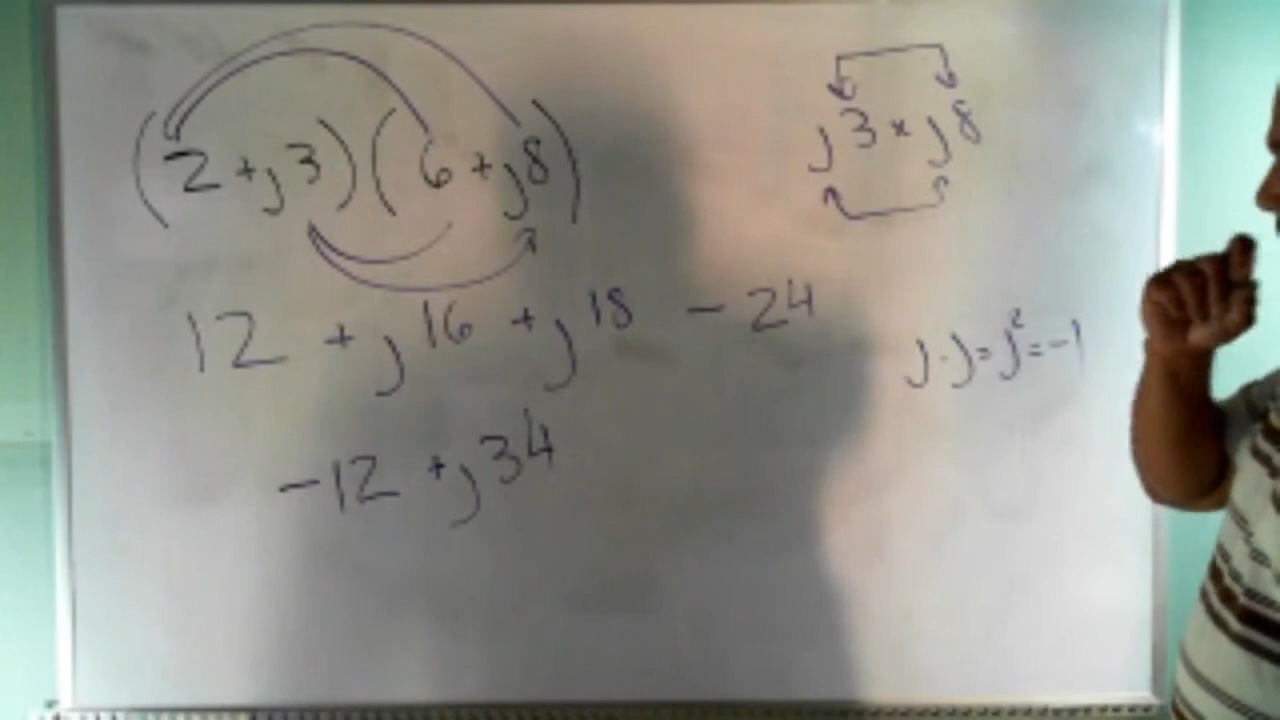 (2+j3)(6+j8)
j3×j8
12 +j16 +j18 -24
j·j=j²=-1
-12 +j34